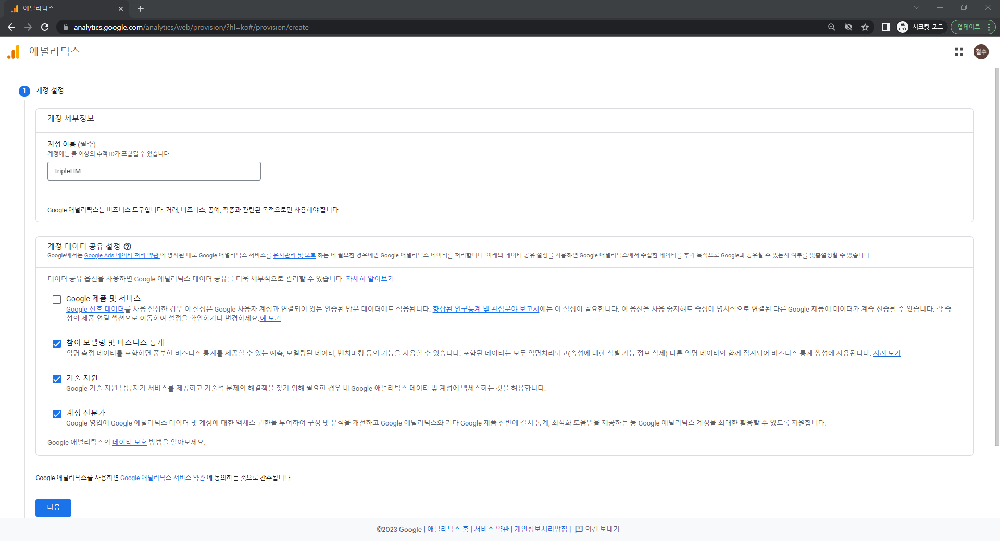 애널리틱스
analytics.google.com/analytics/web/provision/?hl=ko#/provision/create
시크릿 모드
업데이트
애널리틱스
철수
1 계정 설정
계정 세부정보
계정 이름 (필수)
계정에는 둘 이상의 추적 ID가 포함될 수 있습니다.
tripleHM
Google 애널리틱스는 비즈니스 도구입니다. 거래, 비즈니스, 공예, 직종과 관련된 목적으로만 사용해야 합니다.
계정 데이터 공유 설정
Google에서는 Google Ads 데이터 처리 약관 에 명시된 대로 Google 애널리틱스 서비스를 유지관리 및 보호 하는 데 필요한 경우에만 Google 애널리틱스 데이터를 처리합니다. 아래의 데이터 공유 설정을 사용하면 Google 애널리틱스에서 수집한 데이터를 추가 목적으로 Google과 공유할 수 있는지 여부를 맞춤설정할 수 있습니다.
데이터 공유 옵션을 사용하면 Google 애널리틱스 데이터 공유를 더욱 세부적으로 관리할 수 있습니다. 자세히 알아보기
Google 제품 및 서비스
Google 신호 데이터를 사용 설정한 경우 이 설정은 Google 사용자 계정과 연결되어 있는 인증된 방문 데이터에도 적용됩니다. 향상된 인구통계 및 관심분야 보고서에는 이 설정이 필요합니다. 이 옵션을 사용 중지해도 속성에 명시적으로 연결된 다른 Google 제품에 데이터가 계속 전송될 수 있습니다. 각 속
성의 제품 연결 섹션으로 이동하여 설정을 확인하거나 변경하세요.예 보기
참여 모델링 및 비즈니스 통계
익명 측정 데이터를 포함하면 풍부한 비즈니스 통계를 제공할 수 있는 예측, 모델링된 데이터, 벤치마킹 등의 기능을 사용할 수 있습니다. 포함된 데이터는 모두 익명처리되고(속성에 대한 식별 가능 정보 삭제) 다른 익명 데이터와 함께 집계되어 비즈니스 통계 생성에 사용됩니다. 사례 보기
기술 지원
Google 기술 지원 담당자가 서비스를 제공하고 기술적 문제의 해결책을 찾기 위해 필요한 경우 내 Google 애널리틱스 데이터 및 계정에 액세스하는 것을 허용합니다.
계정 전문가
Google 영업에 Google 애널리틱스 데이터 및 계정에 대한 액세스 권한을 부여하여 구성 및 분석을 개선하고 Google 애널리틱스와 기타 Google 제품 전반에 걸쳐 통계, 최적화 도움말을 제공하는 등 Google 애널리틱스 계정을 최대한 활용할 수 있도록 지원합니다.
Google 애널리틱스의 데이터 보호 방법을 알아보세요.
Google 애널리틱스를 사용하면 Google 애널리틱스 서비스 약관 에 동의하는 것으로 간주됩니다.
다음
©2023 Google | 애널리틱스 홈 | 서비스 약관 | 개인정보처리방침 | 의견 보내기